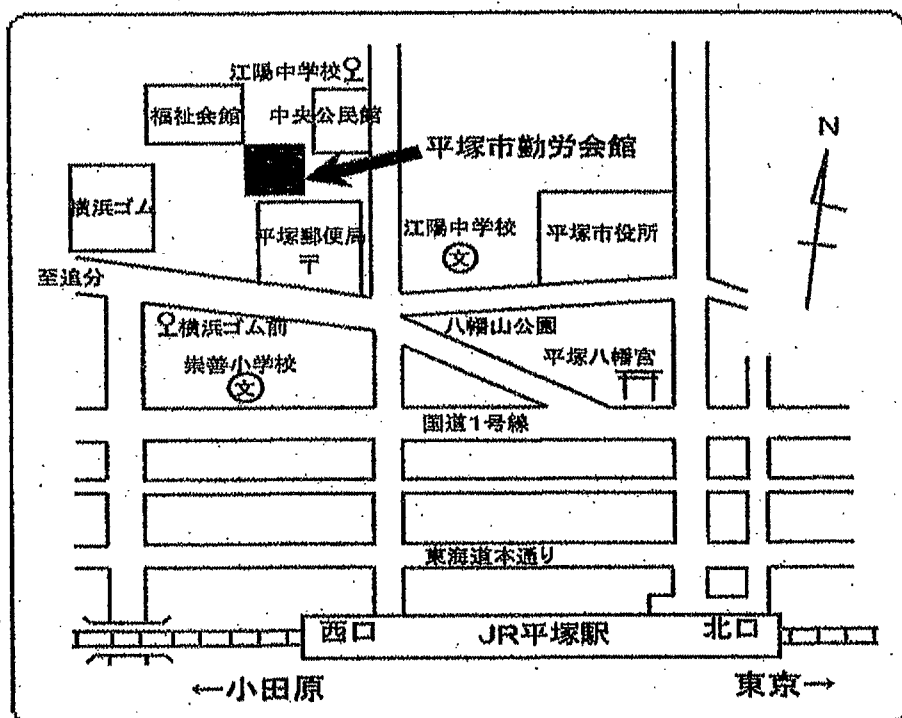 江陽中学校
福祉会館
中央公民館
平塚市勤労会館
N
横浜ゴム
平塚郵便局
〒
江陽中学校
文
平塚市役所
至追分
横浜ゴム前
八幡山公園
崇善小学校
文
平塚八幡宮
国道1号線
東海道本通り
西口
JR平塚駅
北口
←小田原
東京→